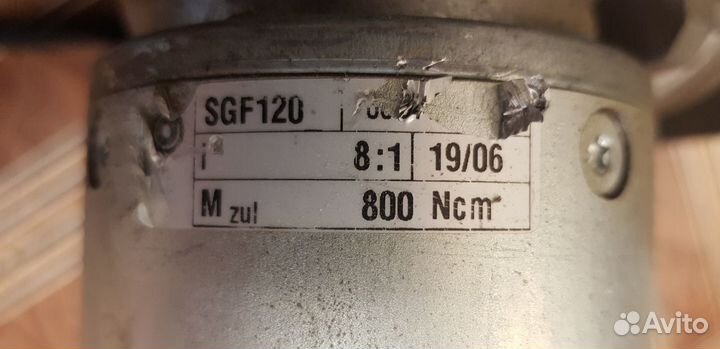 SGF120
i 8:1 19/06
M zul 800 Ncm
Avito